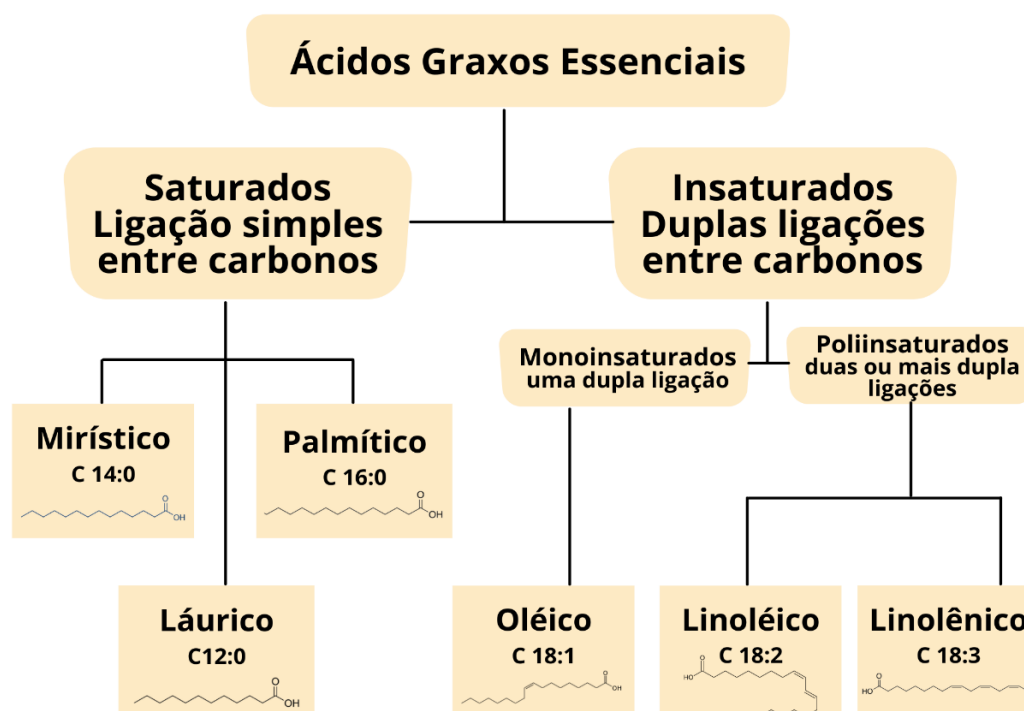 Ácidos Graxos Essenciais
Saturados
Ligação simples
entre carbonos
Insaturados
Duplas ligações
entre carbonos
Monoinsaturados
uma dupla ligação
Poliinsaturados
duas ou mais dupla
ligações
Mirístico
C 14:0
O
OH
Palmítico
C 16:0
O
OH
Láurico
C12:0
O
OH
Oléico
C 18:1
O
OH
Linoléico
C 18:2
O
HO
Linolênico
C 18:3
O
HO